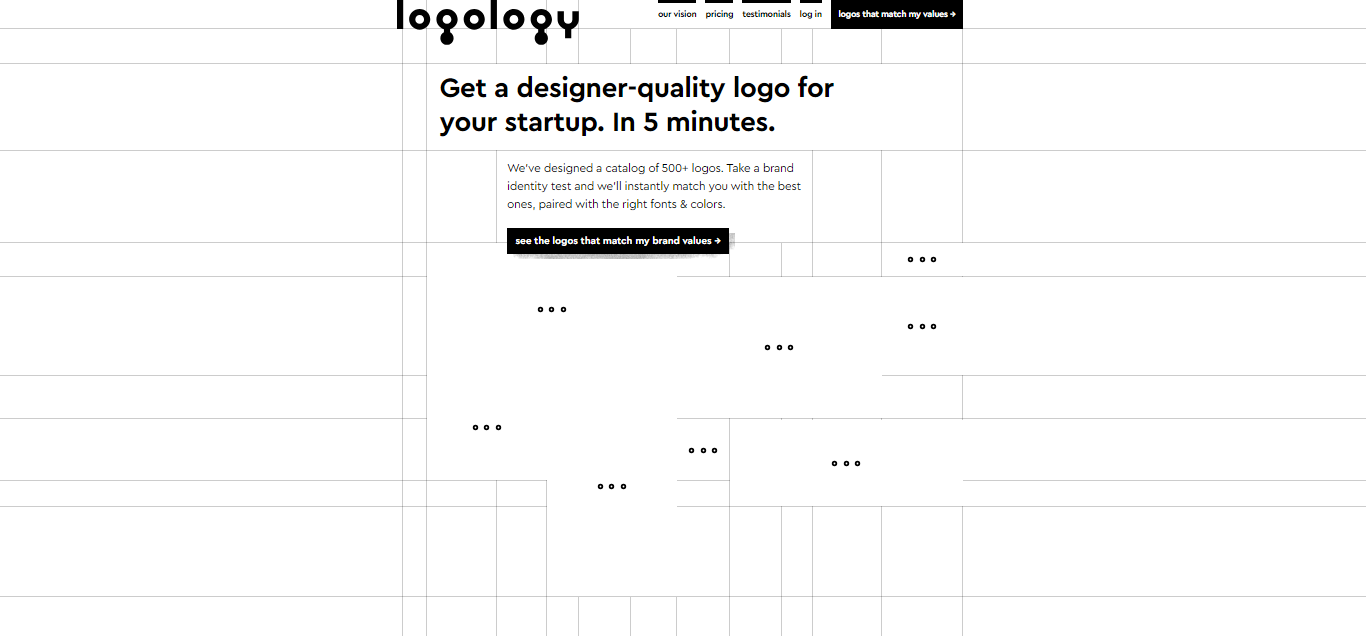 logology
our vision pricing testimonials log in logos that match my values →
Get a designer-quality logo for
your startup. In 5 minutes.
We've designed a catalog of 500+ logos. Take a brand
identity test and we'll instantly match you with the best
ones, paired with the right fonts & colors.
see the logos that match my brand values →